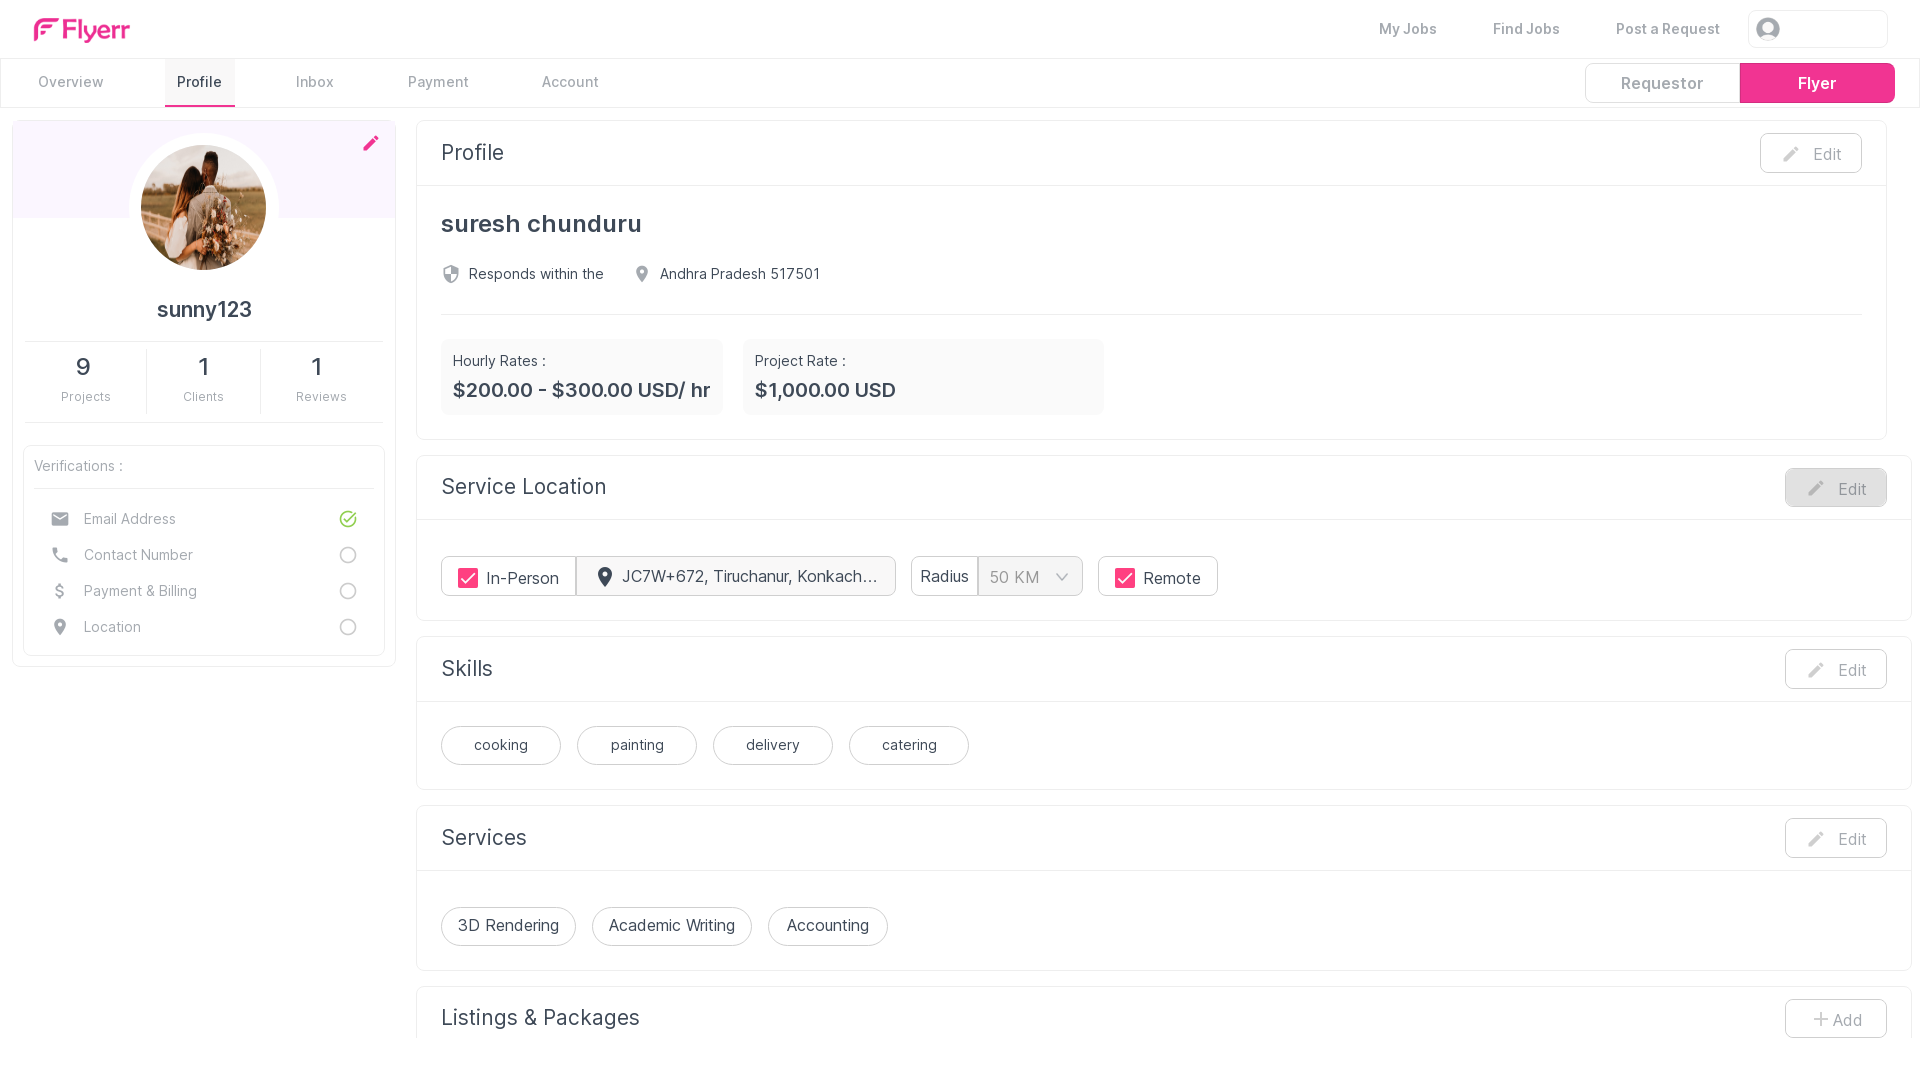 Flyerr
My Jobs
Find Jobs
Post a Request
Overview
Profile
Inbox
Payment
Account
Requestor
Flyer
sunny123
9
Projects
1
Clients
1
Reviews
Verifications :
Email Address
Contact Number
Payment & Billing
Location
Profile
Edit
suresh chunduru
Responds within the
Andhra Pradesh 517501
Hourly Rates :
$200.00 - $300.00 USD/ hr
Project Rate :
$1,000.00 USD
Service Location
Edit
In-Person
JC7W+672, Tiruchanur, Konkach...
Radius
50 KM
Remote
Skills
Edit
cooking
painting
delivery
catering
Services
Edit
3D Rendering
Academic Writing
Accounting
Listings & Packages
Add